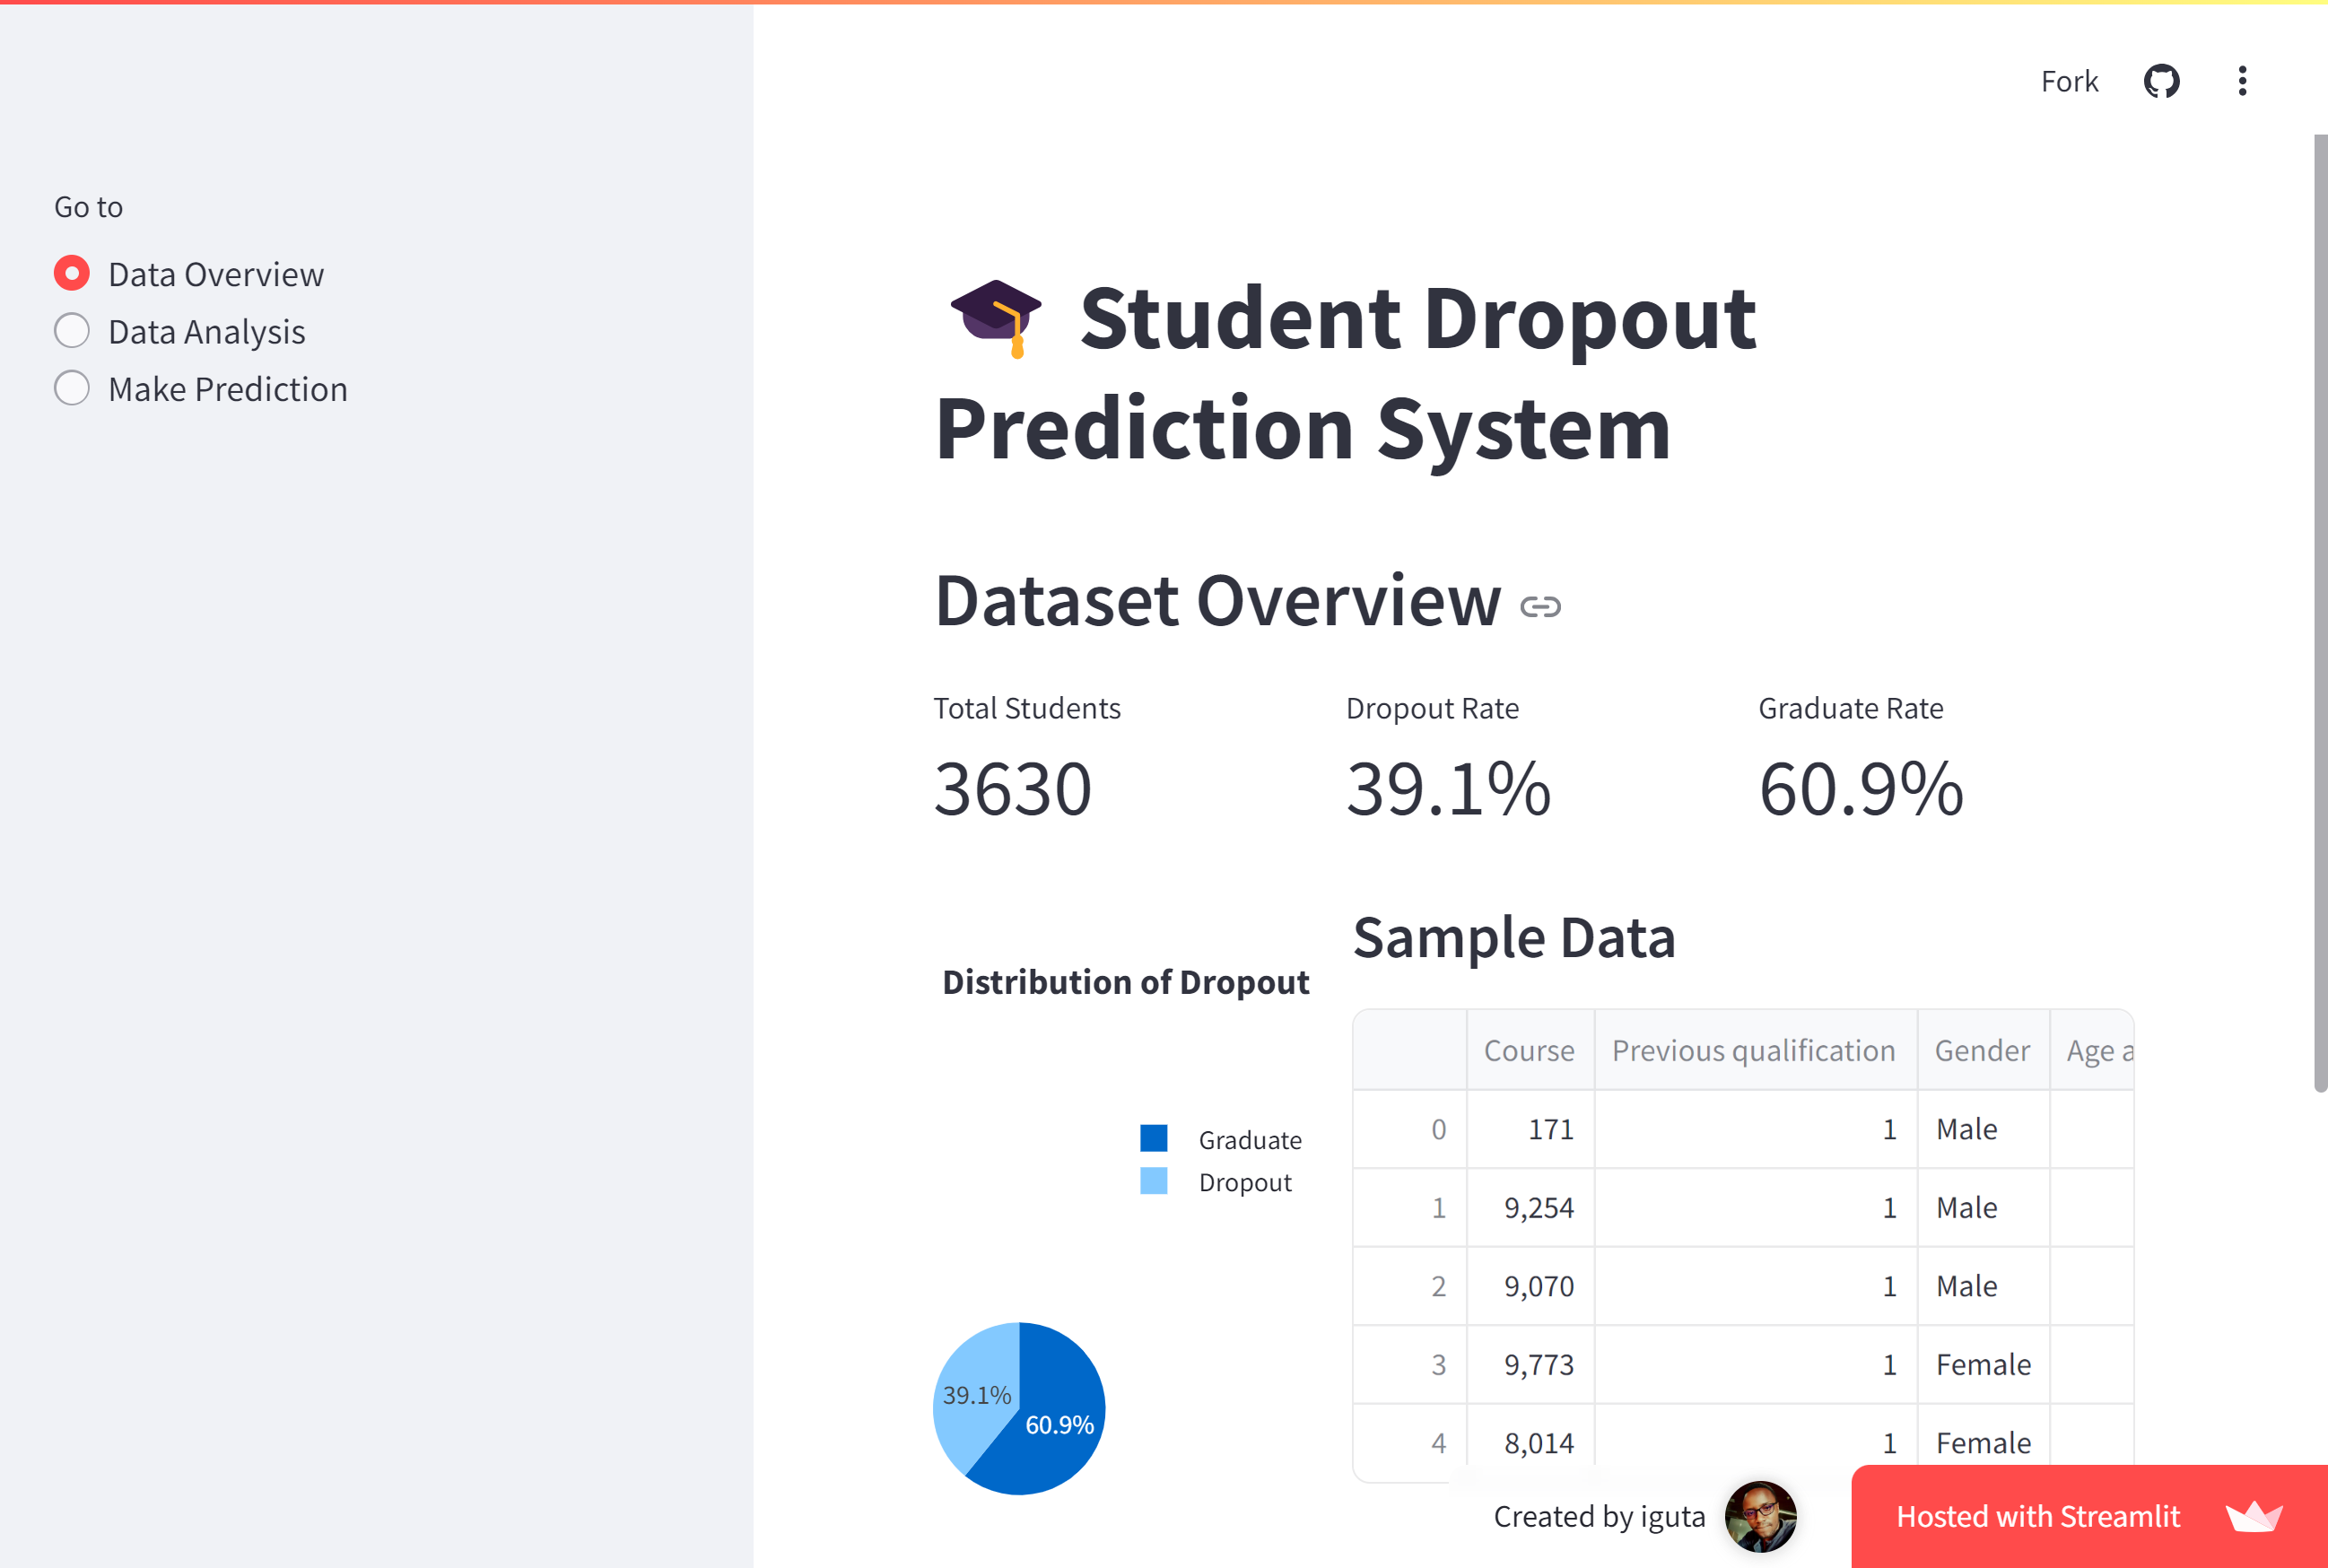 Fork
Go to
Data Overview
Data Analysis
Make Prediction
Student Dropout
Prediction System
Dataset Overview
Total Students Dropout Rate Graduate Rate
3630 39.1% 60.9%
Distribution of Dropout
Graduate
Dropout
39.1%
60.9%
Sample Data
Course Previous qualification Gender Age a
0 171 1 Male
1 9,254 1 Male
2 9,070 1 Male
3 9,773 1 Female
4 8,014 1 Female
Created by iguta
Hosted with Streamlit